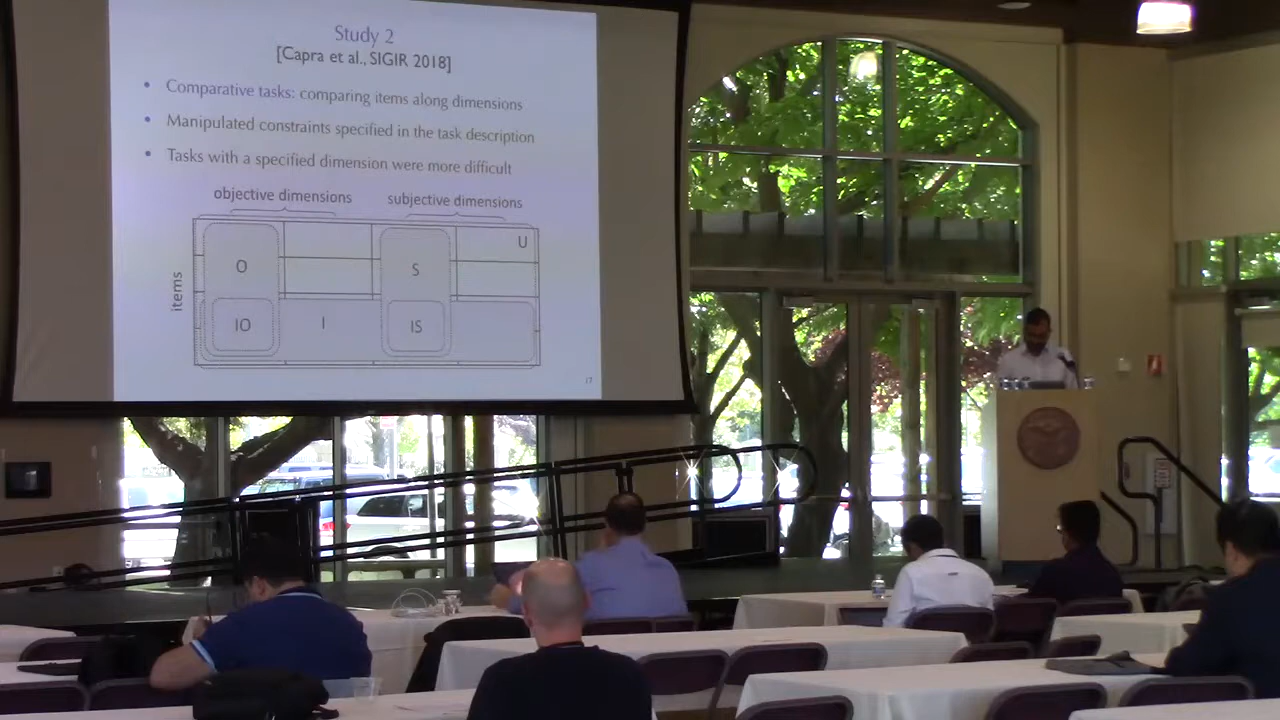 Study 2
[Capra et al., SIGIR 2018]
• Comparative tasks: comparing items along dimensions
• Manipulated constraints specified in the task description
• Tasks with a specified dimension were more difficult
objective dimensions subjective dimensions
U
O S
items
IO I IS
17